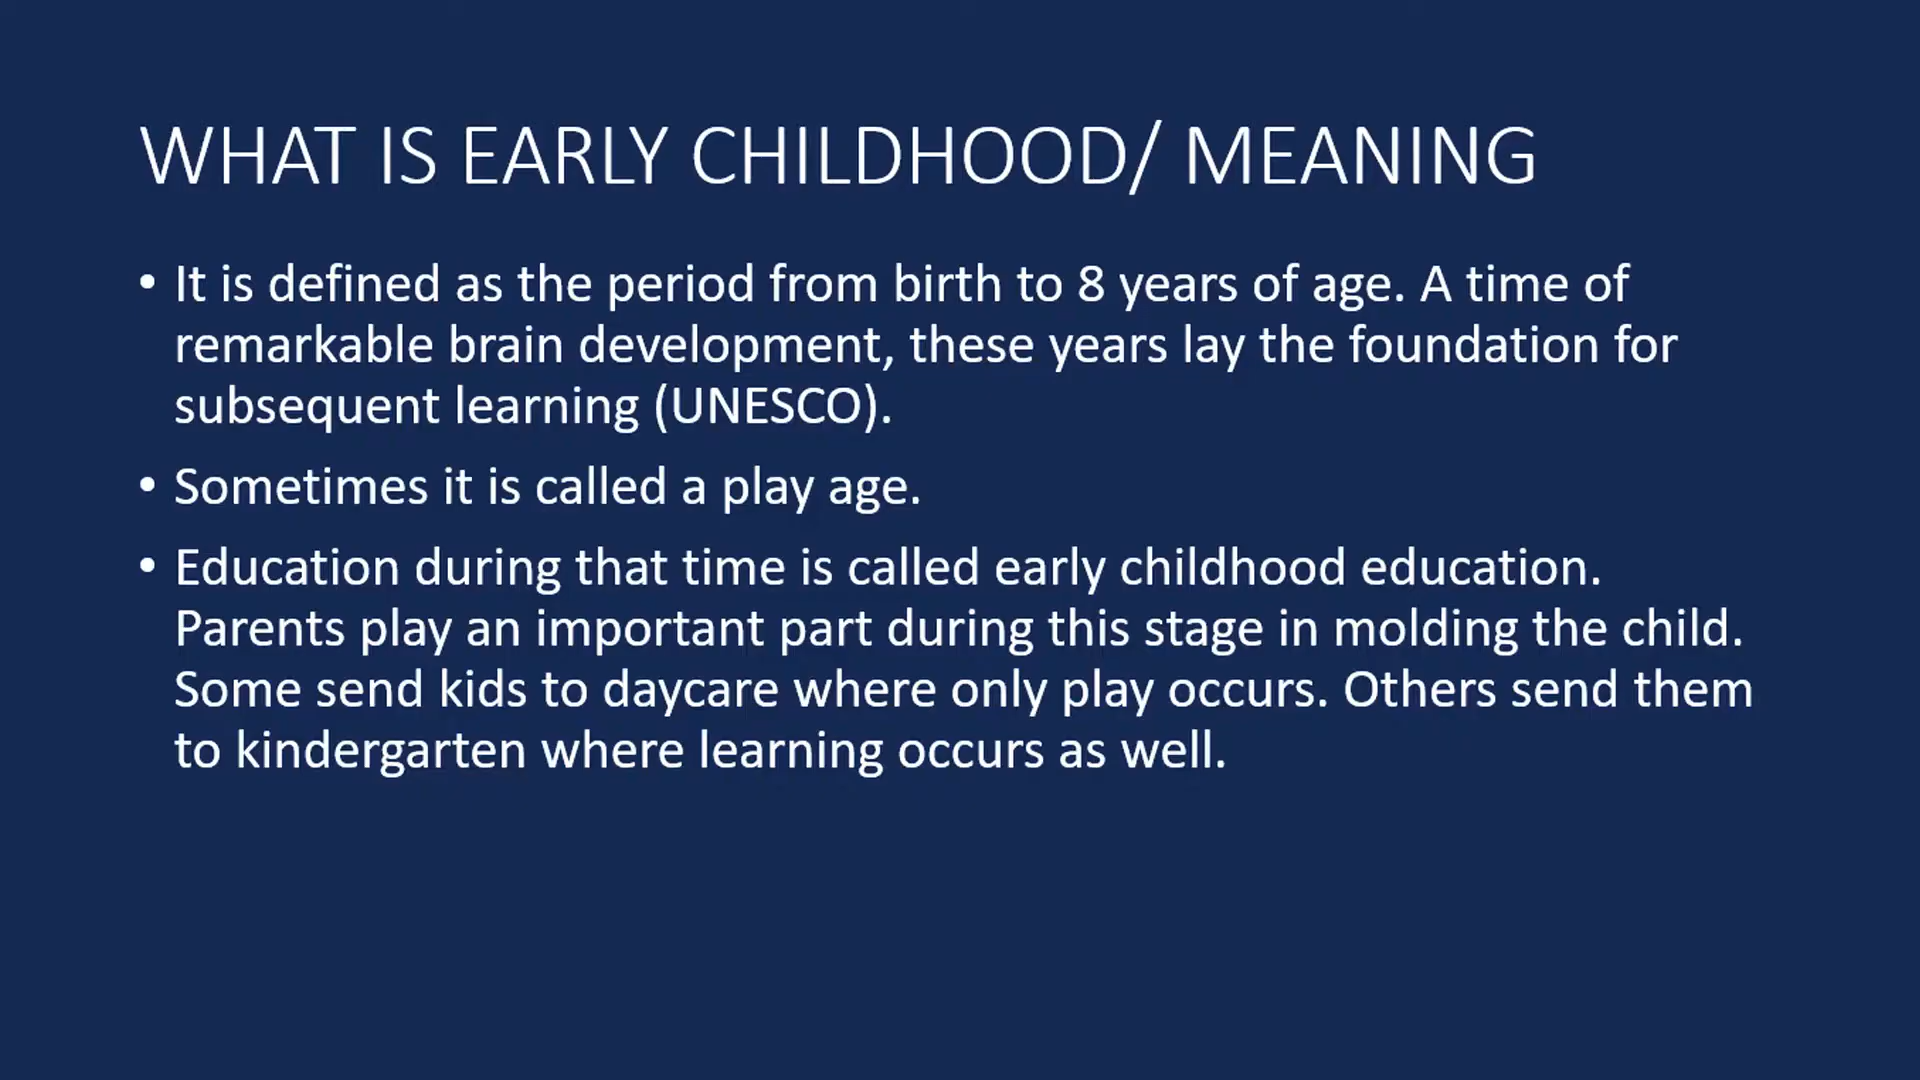 WHAT IS EARLY CHILDHOOD/ MEANING
• It is defined as the period from birth to 8 years of age. A time of
remarkable brain development, these years lay the foundation for
subsequent learning (UNESCO).
• Sometimes it is called a play age.
• Education during that time is called early childhood education.
Parents play an important part during this stage in molding the child.
Some send kids to daycare where only play occurs. Others send them
to kindergarten where learning occurs as well.